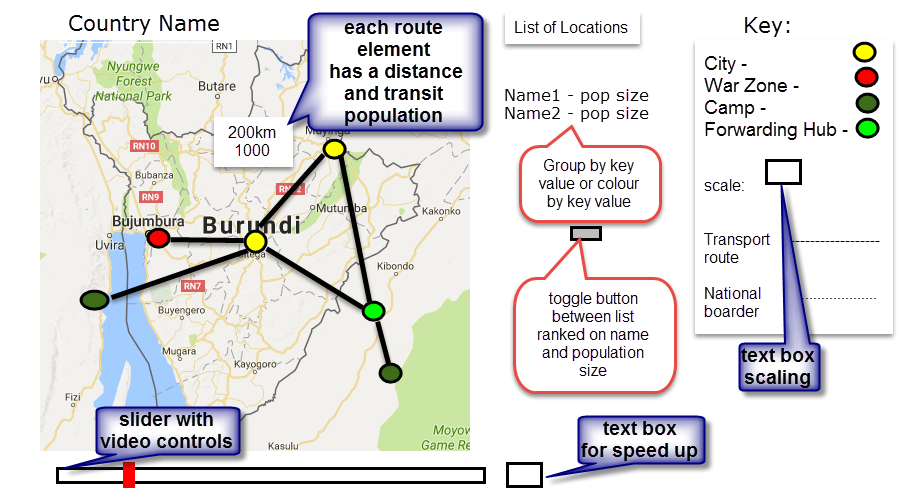 Country Name
each route
element
has a distance
and transit
population
List of Locations
Key:
RN1
Nyungwe
Forest
National Park
Butare
200km
1000
Muyinga
RN10
Bubanza
RN9
Bujumbura
Uvira
Burundi
Mutumba
Kakonko
Kibondo
RN7
Buyengero
Mugara
Kayogoro
Fizi
Kasulu
Name1 - pop size
Name2 - pop size
Group by key
value or colour
by key value
toggle button
between list
ranked on name
and population
size
City -
War Zone -
Camp -
Forwarding Hub -
scale:
Transport
route
National
boarder
text box
scaling
slider with
video controls
text box
for speed up